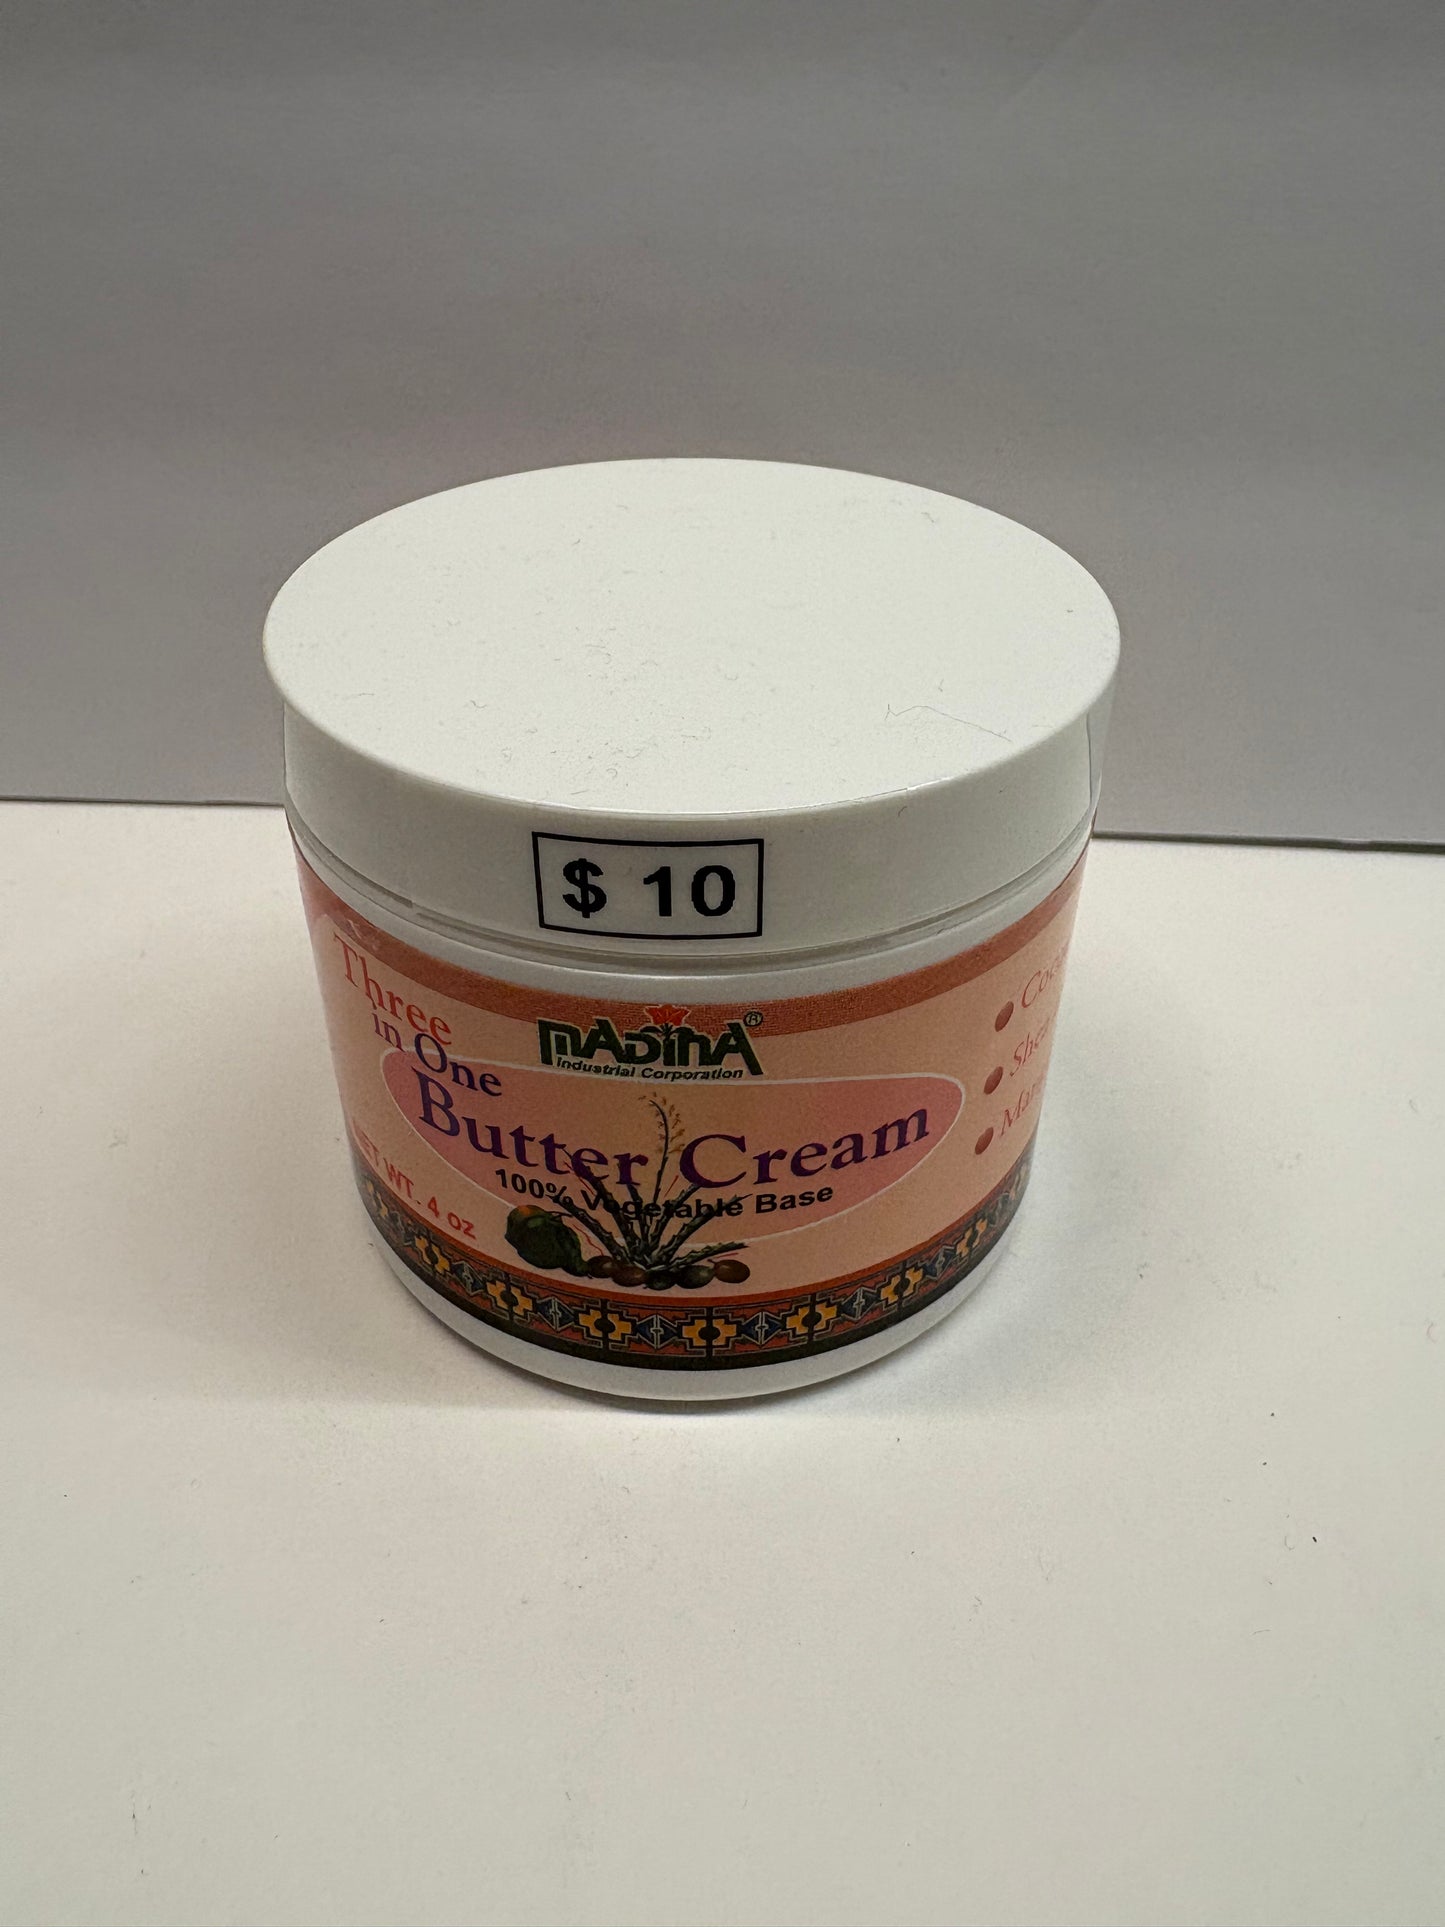 $ 10
MADINA®
Industrial Corporation
Three
in One
Butter Cream
100% Vegetable Base
NET WT. 4 oz